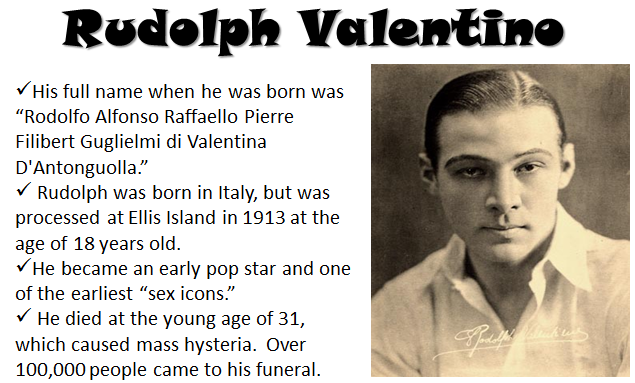 Rudolph Valentino
✓His full name when he was born was
“Rodolfo Alfonso Raffaello Pierre
Filibert Guglielmi di Valentina
D'Antonguolla.”
✓ Rudolph was born in Italy, but was
processed at Ellis Island in 1913 at the
age of 18 years old.
✓He became an early pop star and one
of the earliest “sex icons.”
✓ He died at the young age of 31,
which caused mass hysteria.  Over
100,000 people came to his funeral.
Rodolph Valentino